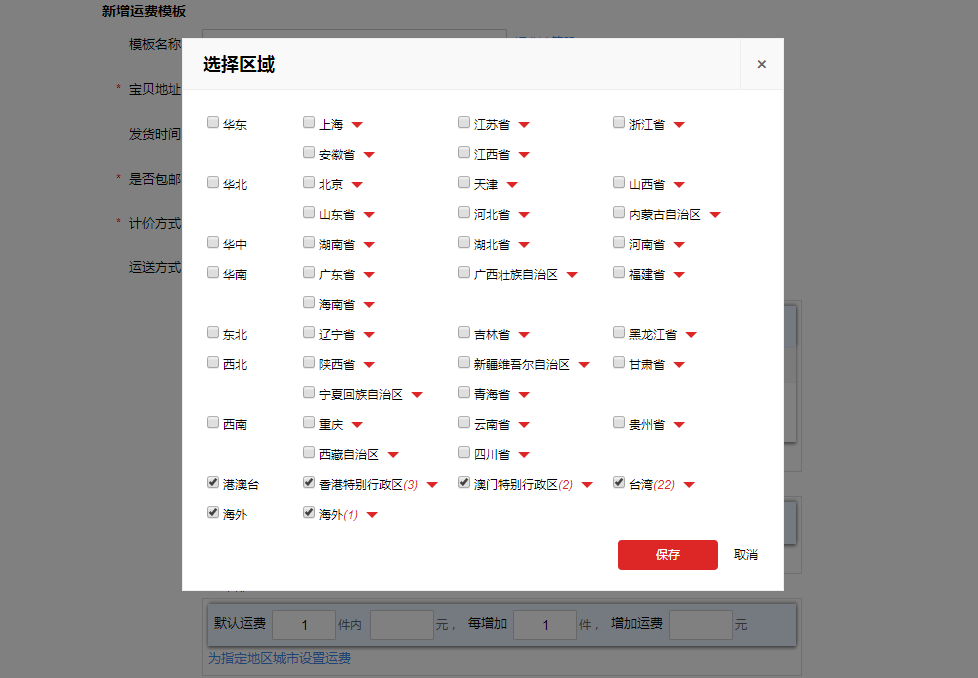 新增运费模板
模板名称
选择区域 ×
* 宝贝地址
发货时间
* 是否包邮
* 计价方式
运送方式
华东 上海 江苏省 浙江省
安徽省 江西省
华北 北京 天津 山西省
山东省 河北省 内蒙古自治区
华中 湖南省 湖北省 河南省
华南 广东省 广西壮族自治区 福建省
海南省
东北 辽宁省 吉林省 黑龙江省
西北 陕西省 新疆维吾尔自治区 甘肃省
宁夏回族自治区 青海省
西南 重庆 云南省 贵州省
西藏自治区 四川省
港澳台 香港特别行政区(3) 澳门特别行政区(2) 台湾(22)
海外 海外(1)
保存 取消
默认运费 1 件内 元， 每增加 1 件， 增加运费 元
为指定地区城市设置运费